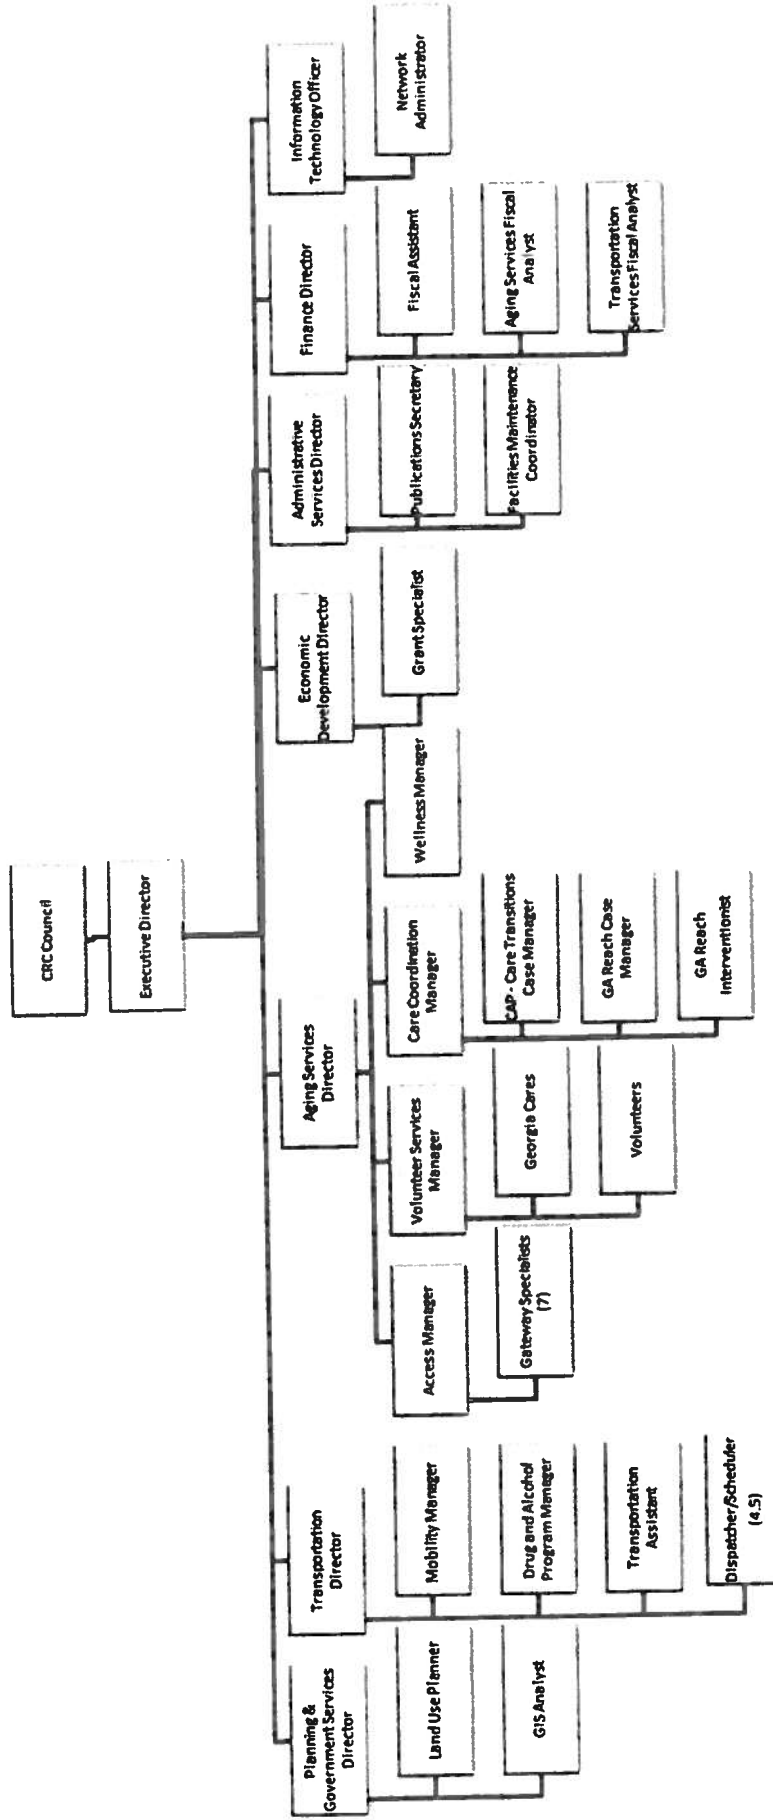 CRC Council
Executive Director
Planning &
Government Services
Director
Land Use Planner
GIS Analyst
Transportation
Director
Mobility Manager
Drug and Alcohol
Program Manager
Transportation
Assistant
Dispatcher/Scheduler
(4.5)
Aging Services
Director
Access Manager
Gateway Specialists
(7)
Volunteer Services
Manager
Georgia Cares
Volunteers
Care Coordination
Manager
CAP - Care Transitions
Case Manager
GA Reach Case
Manager
GA Reach
Interventionist
Wellness Manager
Economic
Development Director
Grant Specialist
Administrative
Services Director
Publications Secretary
Facilities Maintenance
Coordinator
Finance Director
Fiscal Assistant
Aging Services Fiscal
Analyst
Transportation
Services Fiscal Analyst
Information
Technology Officer
Network
Administrator